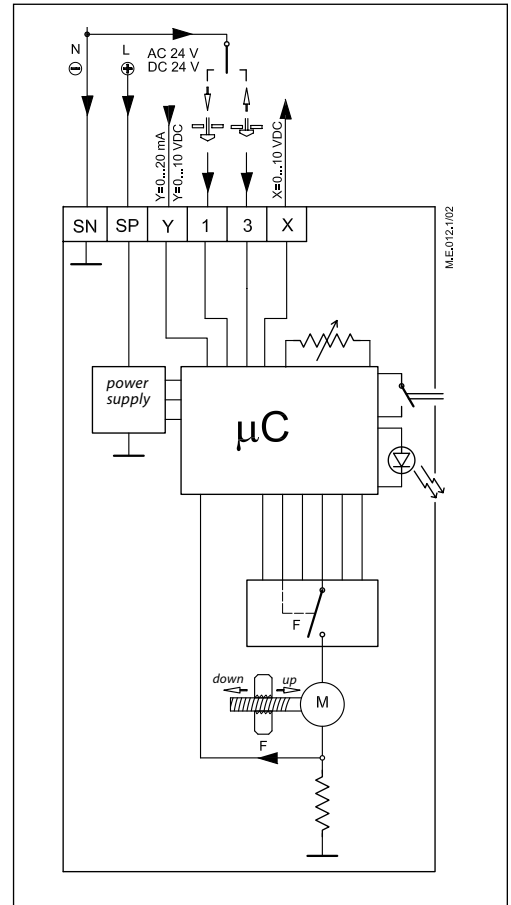 N
L
AC 24 V
DC 24 V
Y=0...20 mA
Y=0...10 VDC
X=0...10 VDC
SN SP Y 1 3 X
M.E.012.1/02
power
supply
µC
F
down up
M
F